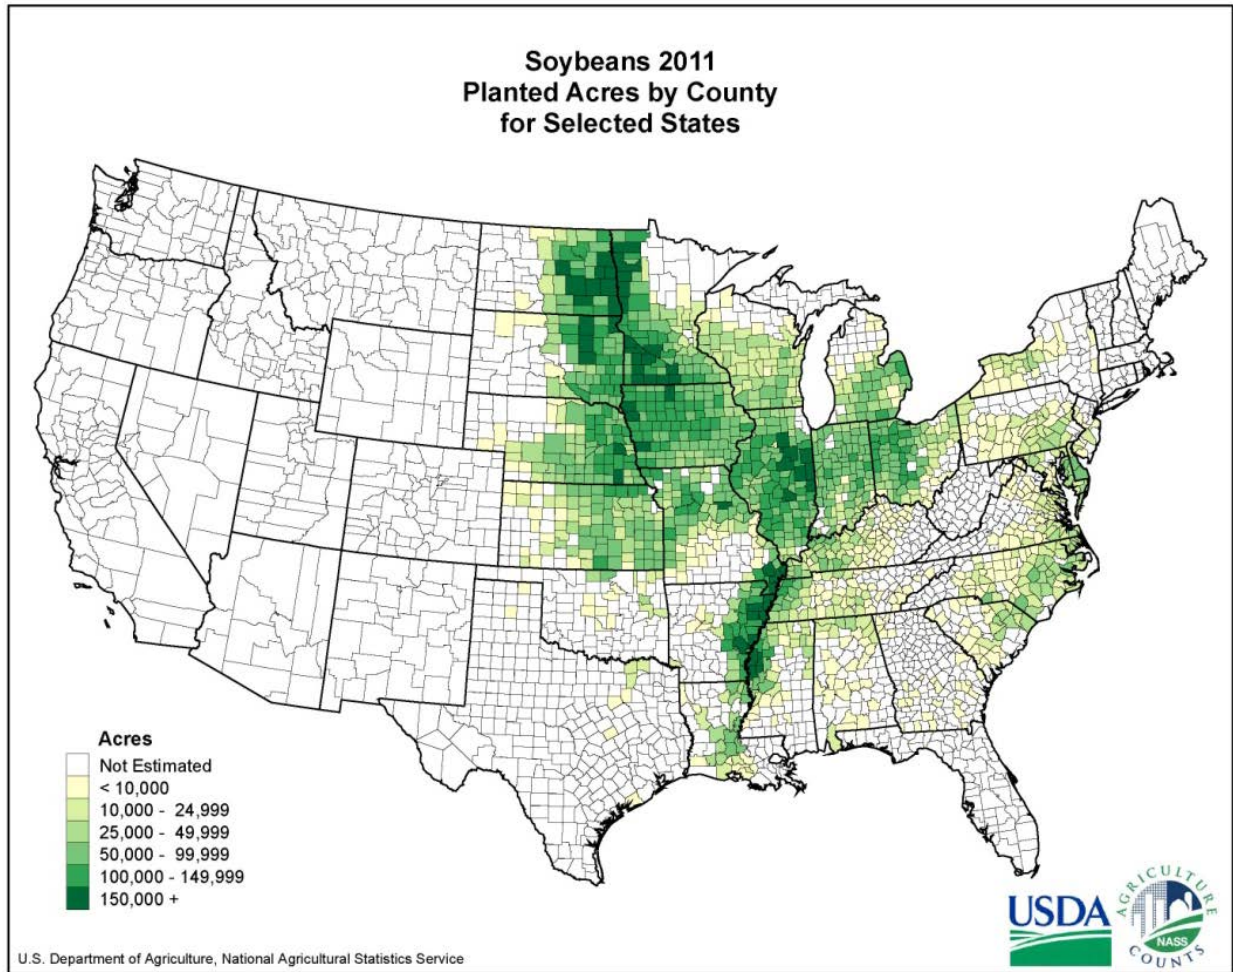 Soybeans 2011
Planted Acres by County
for Selected States
Acres
Not Estimated
< 10,000
10,000 - 24,999
25,000 - 49,999
50,000 - 99,999
100,000 - 149,999
150,000 +
USDA
AGRICULTURE
NASS
COUNTS
U.S. Department of Agriculture, National Agricultural Statistics Service